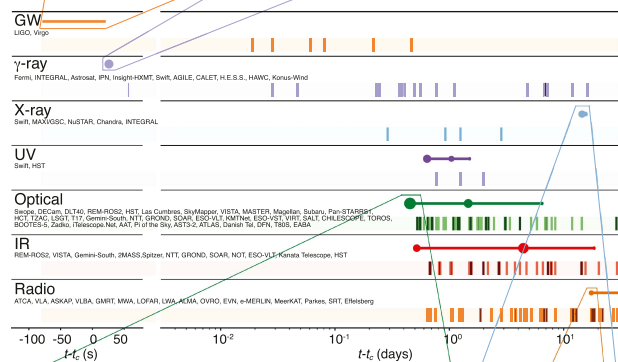 GW
LIGO, Virgo
γ-ray
Fermi, INTEGRAL, Astrosat, IPN, Insight-HXMT, Swift, AGILE, CALET, H.E.S.S., HAWC, Konus-Wind
X-ray
Swift, MAXI/GSC, NuSTAR, Chandra, INTEGRAL
UV
Swift, HST
Optical
Swope, DECam, DLT40, REM-ROS2, HST, Las Cumbres, SkyMapper, VISTA, MASTER, Magellan, Subaru, Pan-STARRS1,
HCT, TZAC, LSGT, T17, Gemini-South, NTT, GROND, SOAR, ESO-VLT, KMTNet, ESO-VST, VIRT, SALT, CHILESCOPE, TOROS,
BOOTES-5, Zadko, iTelescope.Net, AAT, Pi of the Sky, AST3-2, ATLAS, Danish Tel, DFN, T80S, EABA
IR
REM-ROS2, VISTA, Gemini-South, 2MASS,Spitzer, NTT, GROND, SOAR, NOT, ESO-VLT, Kanata Telescope, HST
Radio
ATCA, VLA, ASKAP, VLBA, GMRT, MWA, LOFAR, LWA, ALMA, OVRO, EVN, e-MERLIN, MeerKAT, Parkes, SRT, Effelsberg
-100 -50 0 50 10⁻² 10⁻¹ 10⁰ 10¹
t-t_c (s) t-t_c (days)